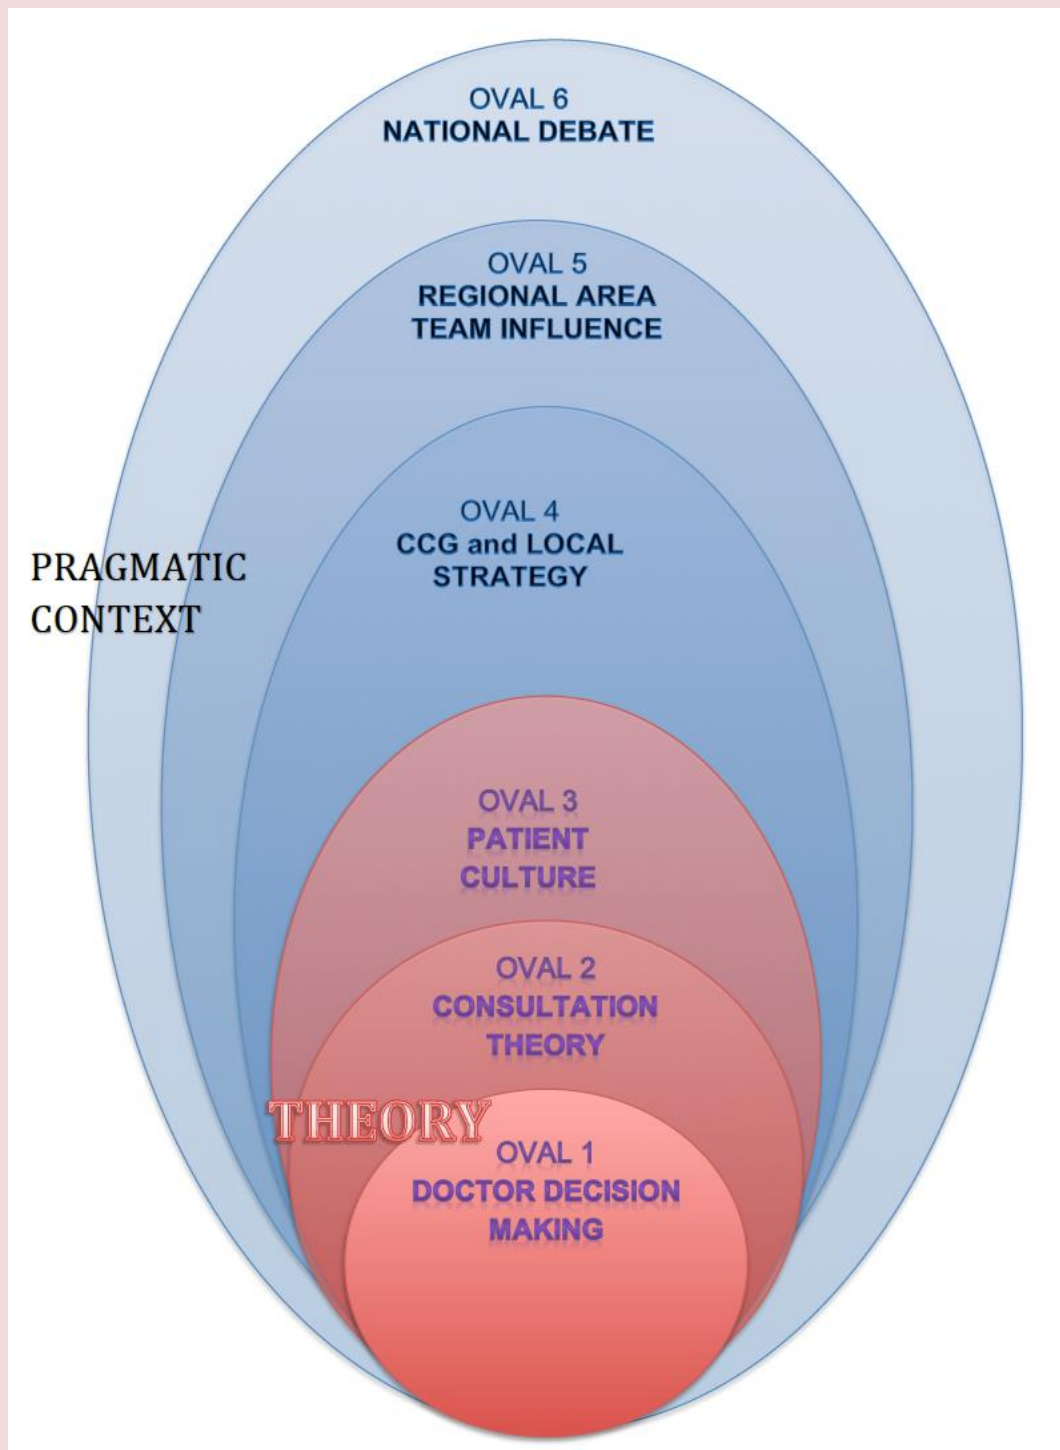 OVAL 6
NATIONAL DEBATE
OVAL 5
REGIONAL AREA
TEAM INFLUENCE
OVAL 4
CCG and LOCAL
STRATEGY
PRAGMATIC
CONTEXT
OVAL 3
PATIENT
CULTURE
OVAL 2
CONSULTATION
THEORY
THEORY
OVAL 1
DOCTOR DECISION
MAKING